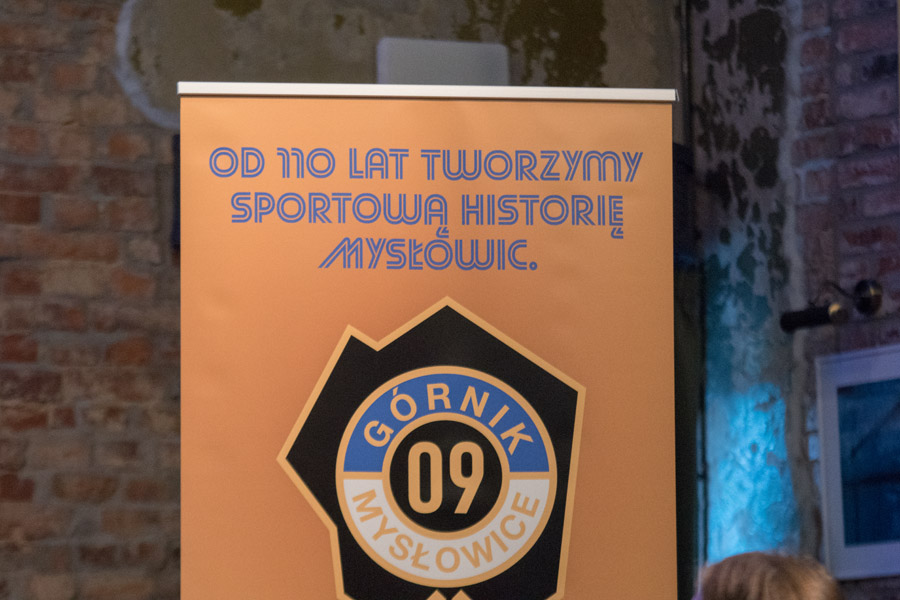 OD 110 LAT TWORZYMY
SPORTOWĄ HISTORIĘ
MYSŁOWIC.
GÓRNIK
09
MYSŁOWICE